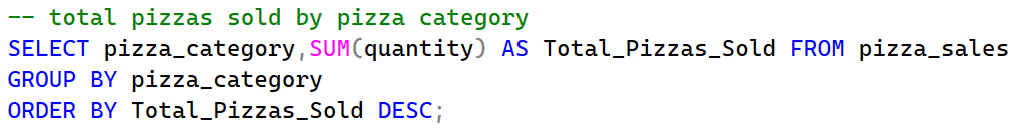 -- total pizzas sold by pizza category
SELECT pizza_category,SUM(quantity) AS Total_Pizzas_Sold FROM pizza_sales
GROUP BY pizza_category
ORDER BY Total_Pizzas_Sold DESC;